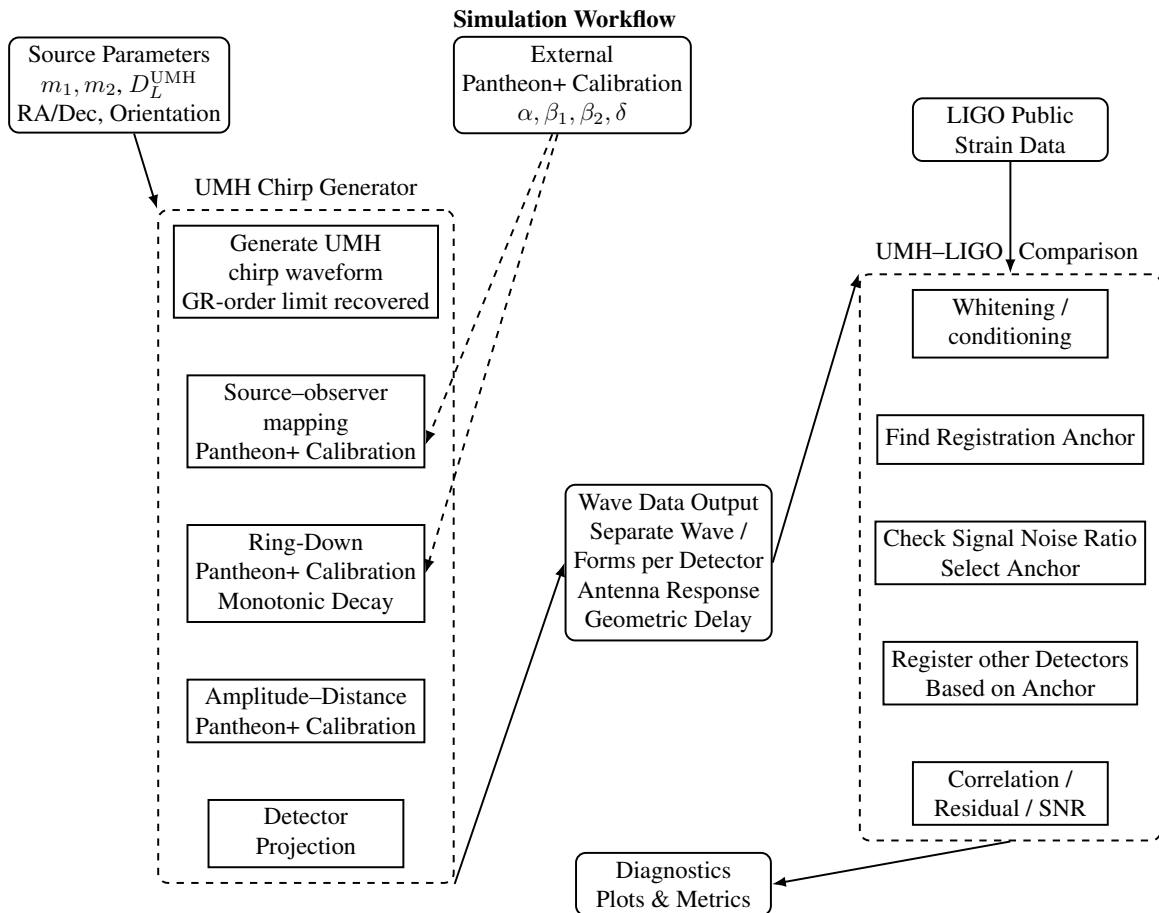 Simulation Workflow
Source Parameters
m₁, m₂, D_L^UMH
RA/Dec, Orientation
External
Pantheon+ Calibration
α, β₁, β₂, δ
LIGO Public
Strain Data
UMH Chirp Generator
Generate UMH
chirp waveform
GR-order limit recovered
Source–observer
mapping
Pantheon+ Calibration
Ring-Down
Pantheon+ Calibration
Monotonic Decay
Amplitude–Distance
Pantheon+ Calibration
Detector
Projection
Wave Data Output
Separate Wave /
Forms per Detector
Antenna Response
Geometric Delay
UMH–LIGO Comparison
Whitening /
conditioning
Find Registration Anchor
Check Signal Noise Ratio
Select Anchor
Register other Detectors
Based on Anchor
Correlation /
Residual / SNR
Diagnostics
Plots & Metrics